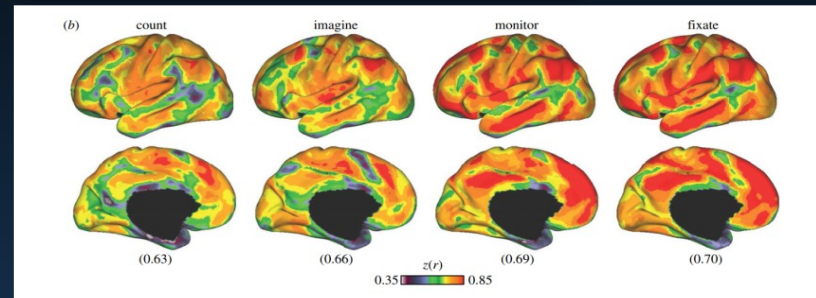 (b) count imagine monitor fixate
(0.63) (0.66) (0.69) (0.70)
z(r)
0.35 0.85